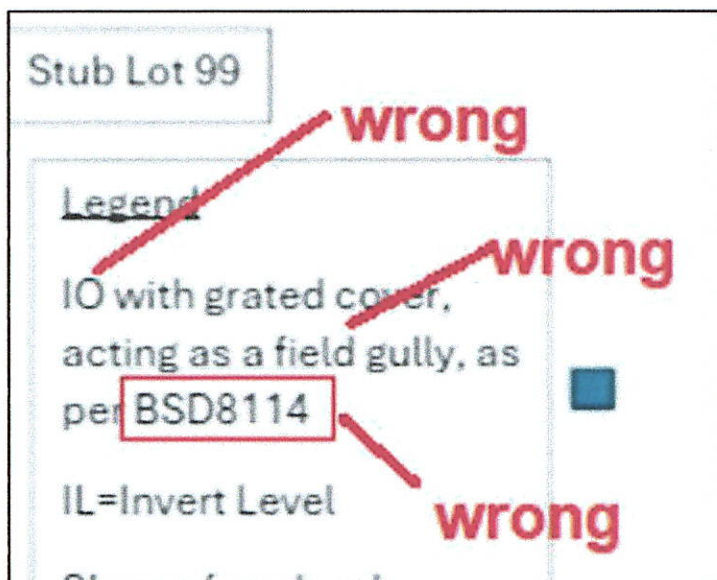 Stub Lot 99
wrong
Legend
wrong
IO with grated cover,
acting as a field gully, as
per BSD8114
IL=Invert Level
wrong